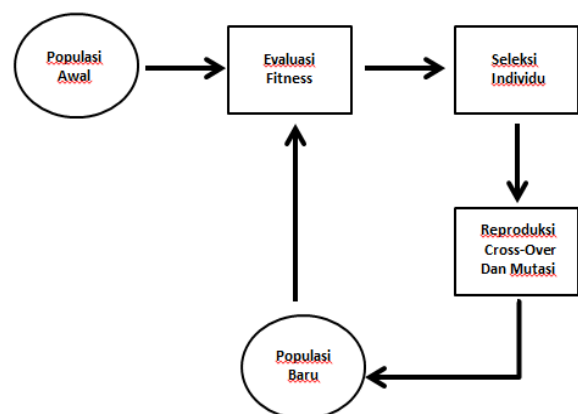 Populasi
Awal
Evaluasi
Fitness
Seleksi
Individu
Reproduksi
Cross-Over
Dan Mutasi
Populasi
Baru